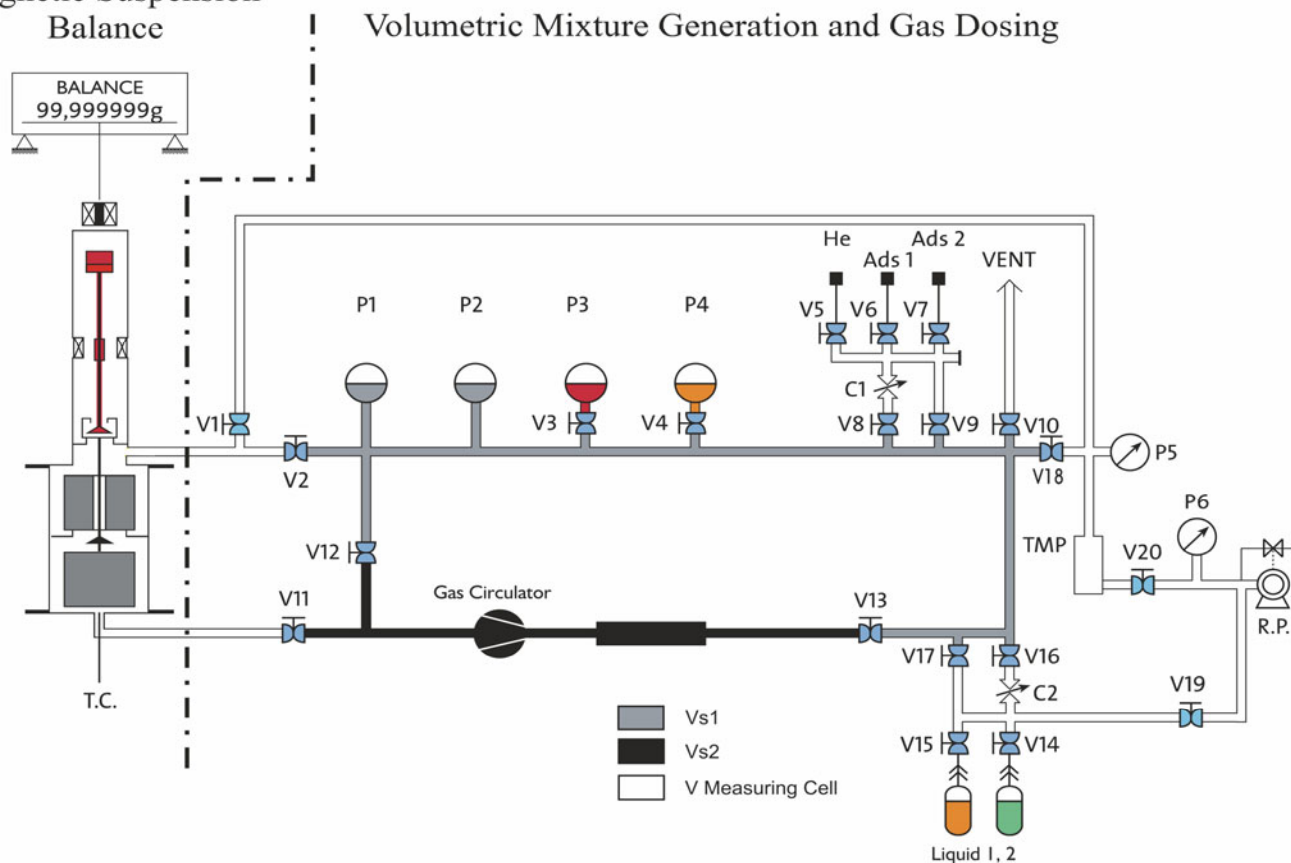 Balance
Volumetric Mixture Generation and Gas Dosing
BALANCE
99,999999g
He
Ads 1
Ads 2
VENT
P1
P2
P3
P4
V5
V6
V7
C1
V1
V2
V3
V4
V8
V9
V10
V18
P5
P6
V12
TMP
V20
Gas Circulator
V11
V13
R.P.
V17
V16
C2
V19
T.C.
Vs1
Vs2
V Measuring Cell
V15
V14
Liquid 1, 2